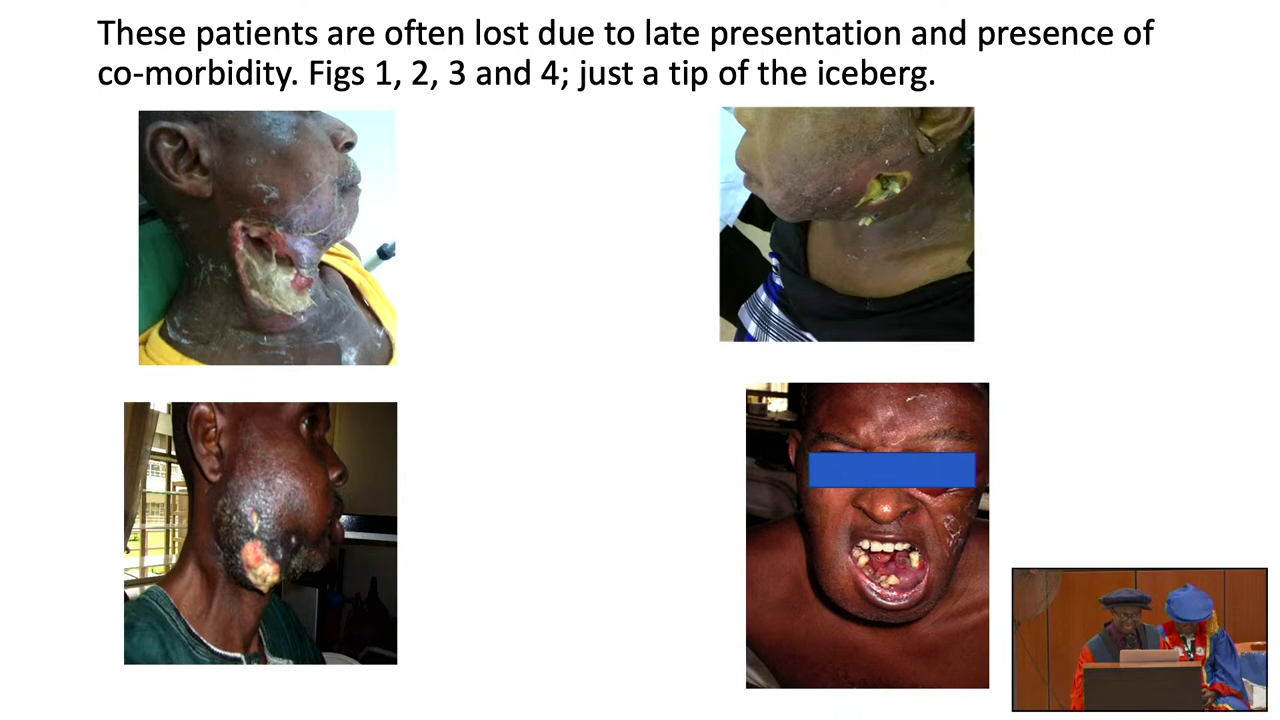 These patients are often lost due to late presentation and presence of
co-morbidity. Figs 1, 2, 3 and 4; just a tip of the iceberg.